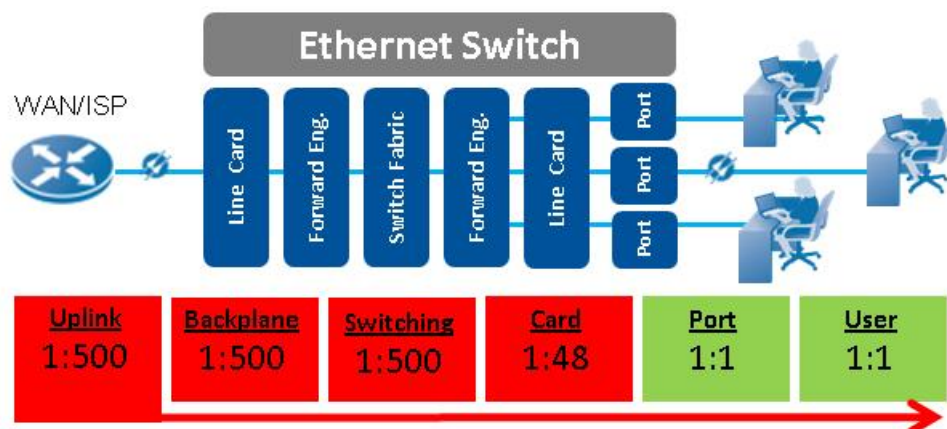 Ethernet Switch
WAN/ISP
Line Card
Forward Eng.
Switch Fabric
Forward Eng.
Line Card
Port
Port
Port
Uplink
1:500
Backplane
1:500
Switching
1:500
Card
1:48
Port
1:1
User
1:1